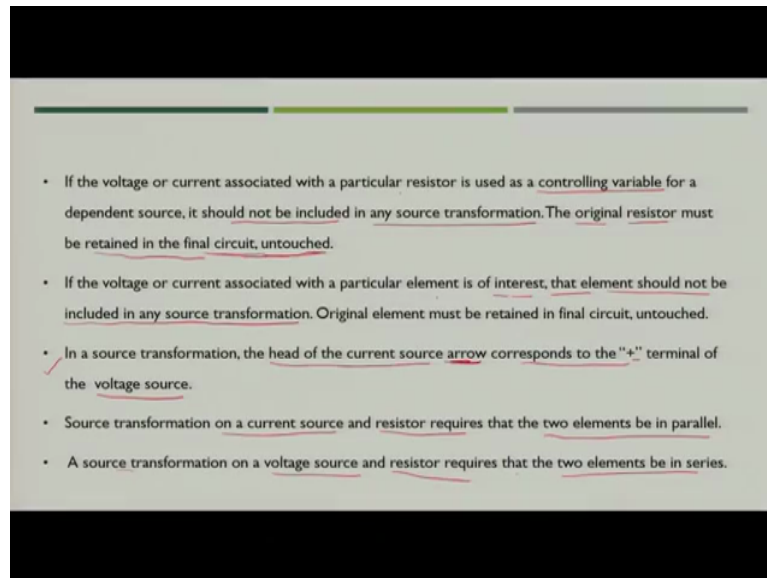 • If the voltage or current associated with a particular resistor is used as a controlling variable for a
dependent source, it should not be included in any source transformation. The original resistor must
be retained in the final circuit, untouched.
• If the voltage or current associated with a particular element is of interest, that element should not be
included in any source transformation. Original element must be retained in final circuit, untouched.
• In a source transformation, the head of the current source arrow corresponds to the “+” terminal of
the voltage source.
• Source transformation on a current source and resistor requires that the two elements be in parallel.
• A source transformation on a voltage source and resistor requires that the two elements be in series.